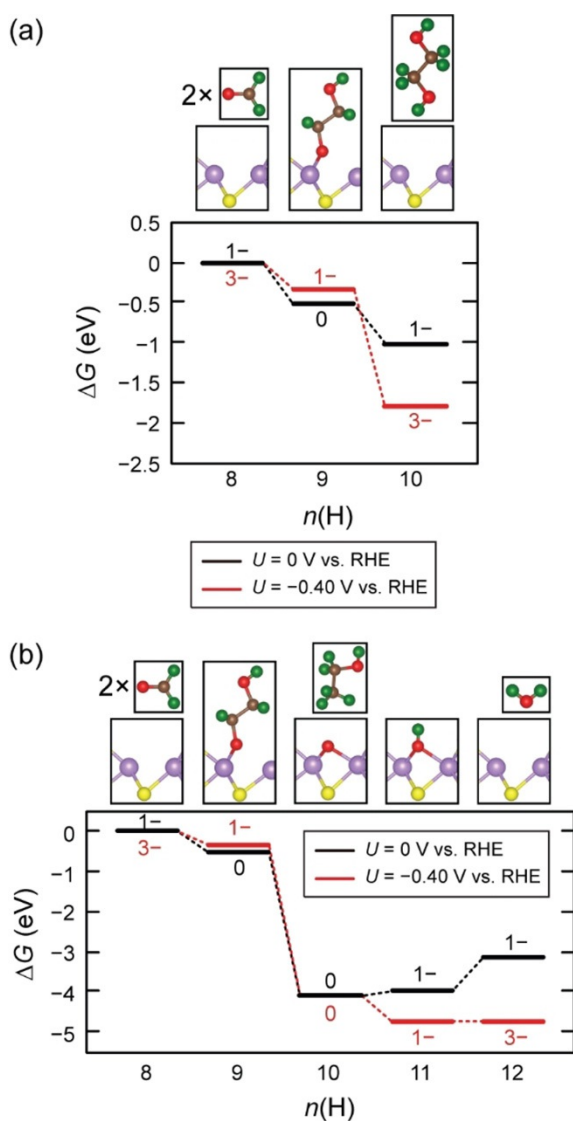 (a)
2×
0.5
0
−0.5
−1
−1.5
−2
−2.5
ΔG (eV)
1−
3−
1−
0
1−
3−
8 9 10
n(H)
U = 0 V vs. RHE
U = −0.40 V vs. RHE
(b)
2×
0
−1
−2
−3
−4
−5
ΔG (eV)
1−
3−
1−
0
U = 0 V vs. RHE
U = −0.40 V vs. RHE
0
0
1−
1−
1−
3−
8 9 10 11 12
n(H)